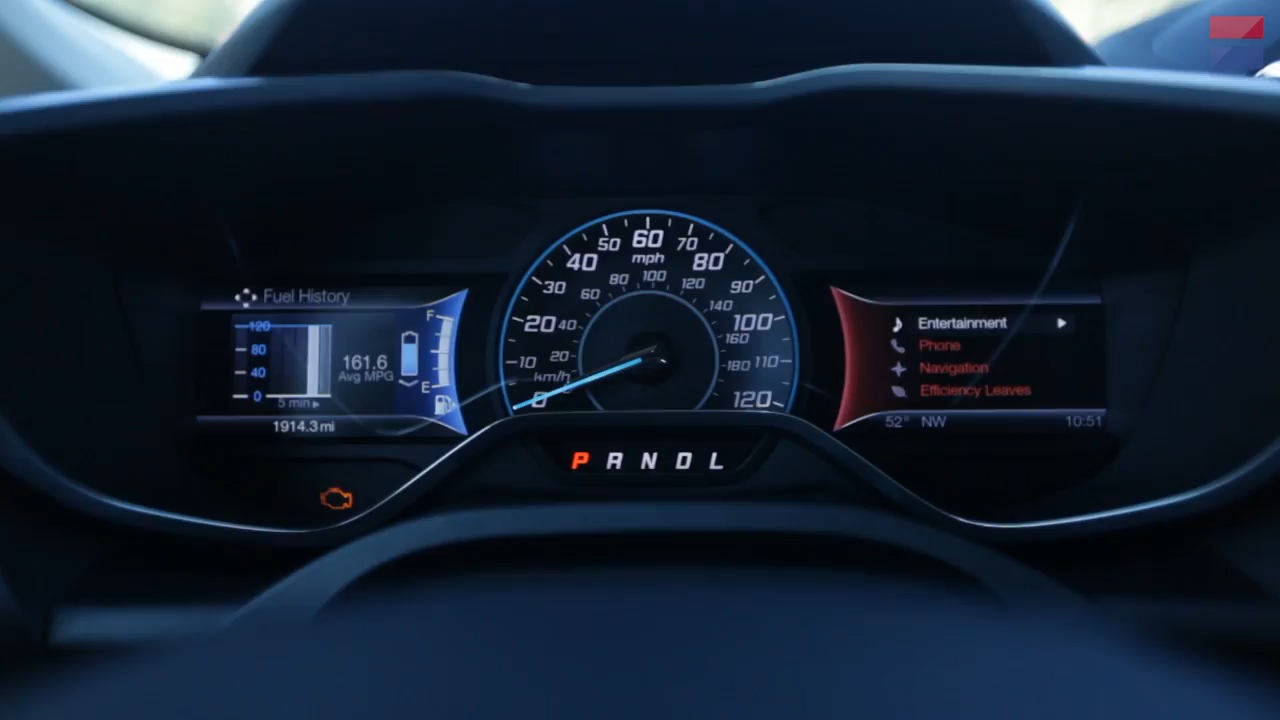 Fuel History
120
80
40
0
5 min
161.6
Avg MPG
F
E
1914.3 mi
0
10
20
30
40
50
60
70
80
90
100
110
120
mph
20
40
60
80
100
120
140
160
180
km/h
P R N D L
Entertainment
Phone
Navigation
Efficiency Leaves
52° NW 10:51